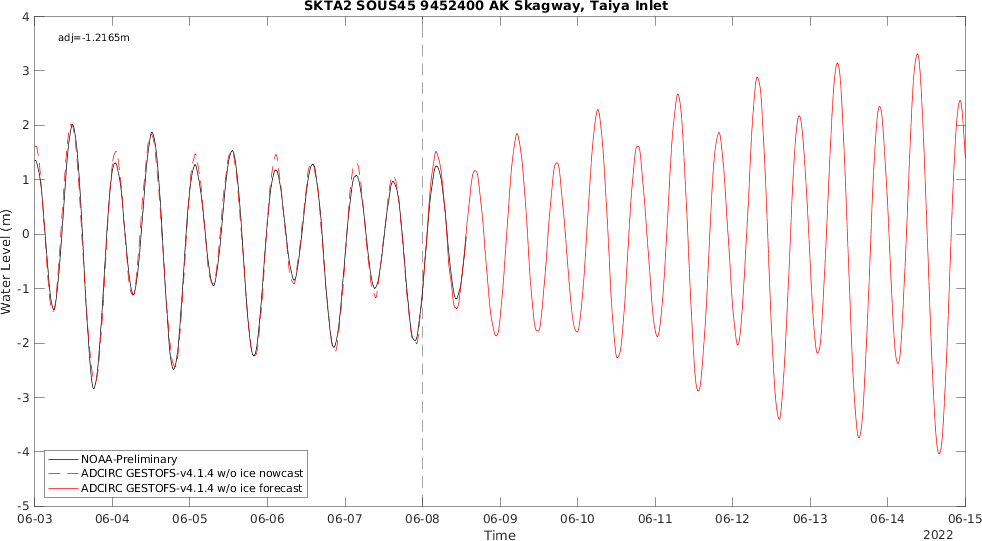 SKTA2 SOUS45 9452400 AK Skagway, Taiya Inlet
adj=-1.2165m
4
3
2
1
0
-1
-2
-3
-4
-5
Water Level (m)
NOAA-Preliminary
ADCIRC GESTOFS-v4.1.4 w/o ice nowcast
ADCIRC GESTOFS-v4.1.4 w/o ice forecast
06-03 06-04 06-05 06-06 06-07 06-08 06-09 06-10 06-11 06-12 06-13 06-14 06-15
Time
2022